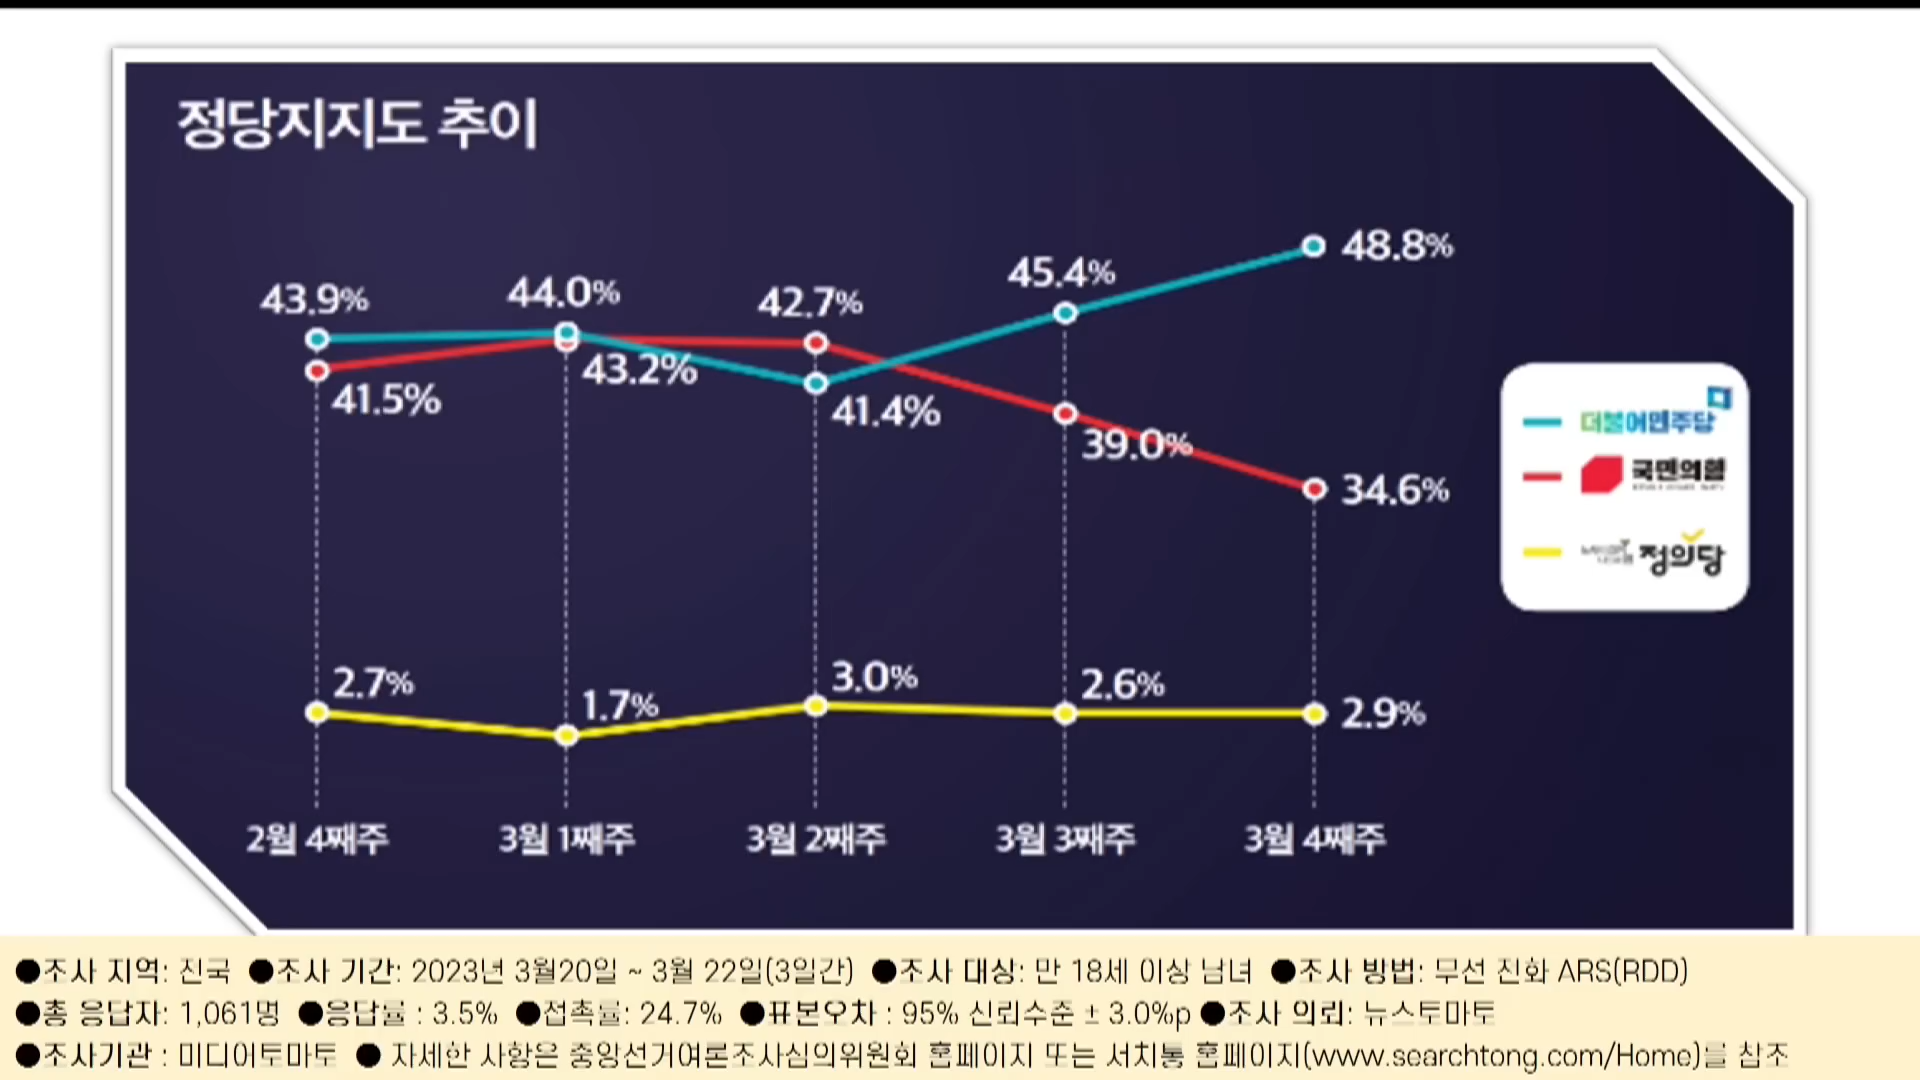 정당지지도 추이
43.9% 44.0% 42.7% 45.4% 48.8%
41.5% 43.2% 41.4% 39.0% 34.6%
더불어민주당
국민의힘
정의당
2.7% 1.7% 3.0% 2.6% 2.9%
2월 4째주 3월 1째주 3월 2째주 3월 3째주 3월 4째주
●조사 지역: 전국 ●조사 기간: 2023년 3월20일 ~ 3월 22일(3일간) ●조사 대상: 만 18세 이상 남녀 ●조사 방법: 무선 전화 ARS(RDD)
●총 응답자: 1,061명 ●응답률 : 3.5% ●접촉률: 24.7% ●표본오차 : 95% 신뢰수준 ± 3.0%p ●조사 의뢰: 뉴스토마토
●조사기관 : 미디어토마토 ● 자세한 사항은 중앙선거여론조사심의위원회 홈페이지 또는 서치통 홈페이지(www.searchtong.com/Home)를 참조